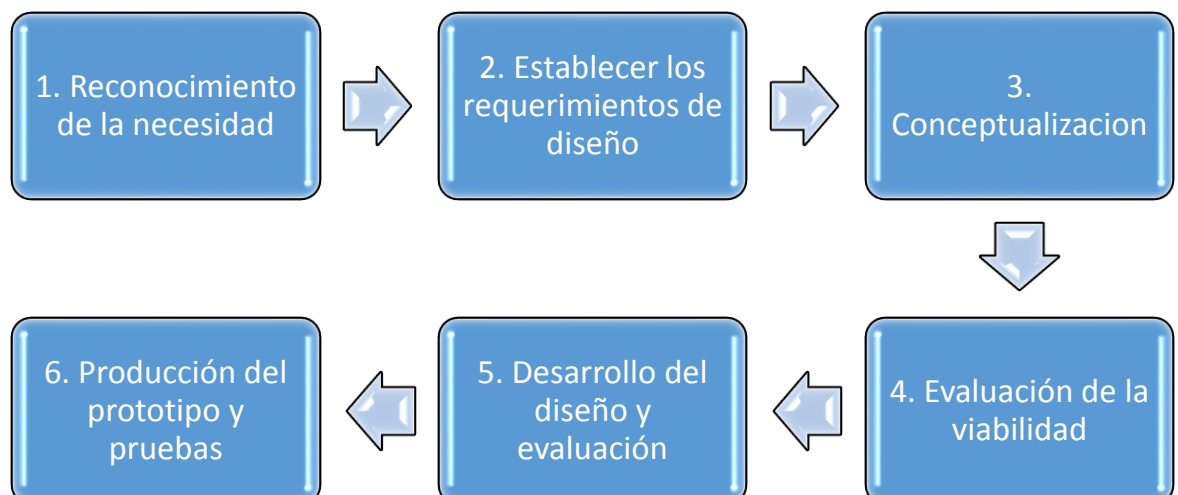 1. Reconocimiento
de la necesidad
2. Establecer los
requerimientos de
diseño
3.
Conceptualizacion
4. Evaluación de la
viabilidad
5. Desarrollo del
diseño y
evaluación
6. Producción del
prototipo y
pruebas